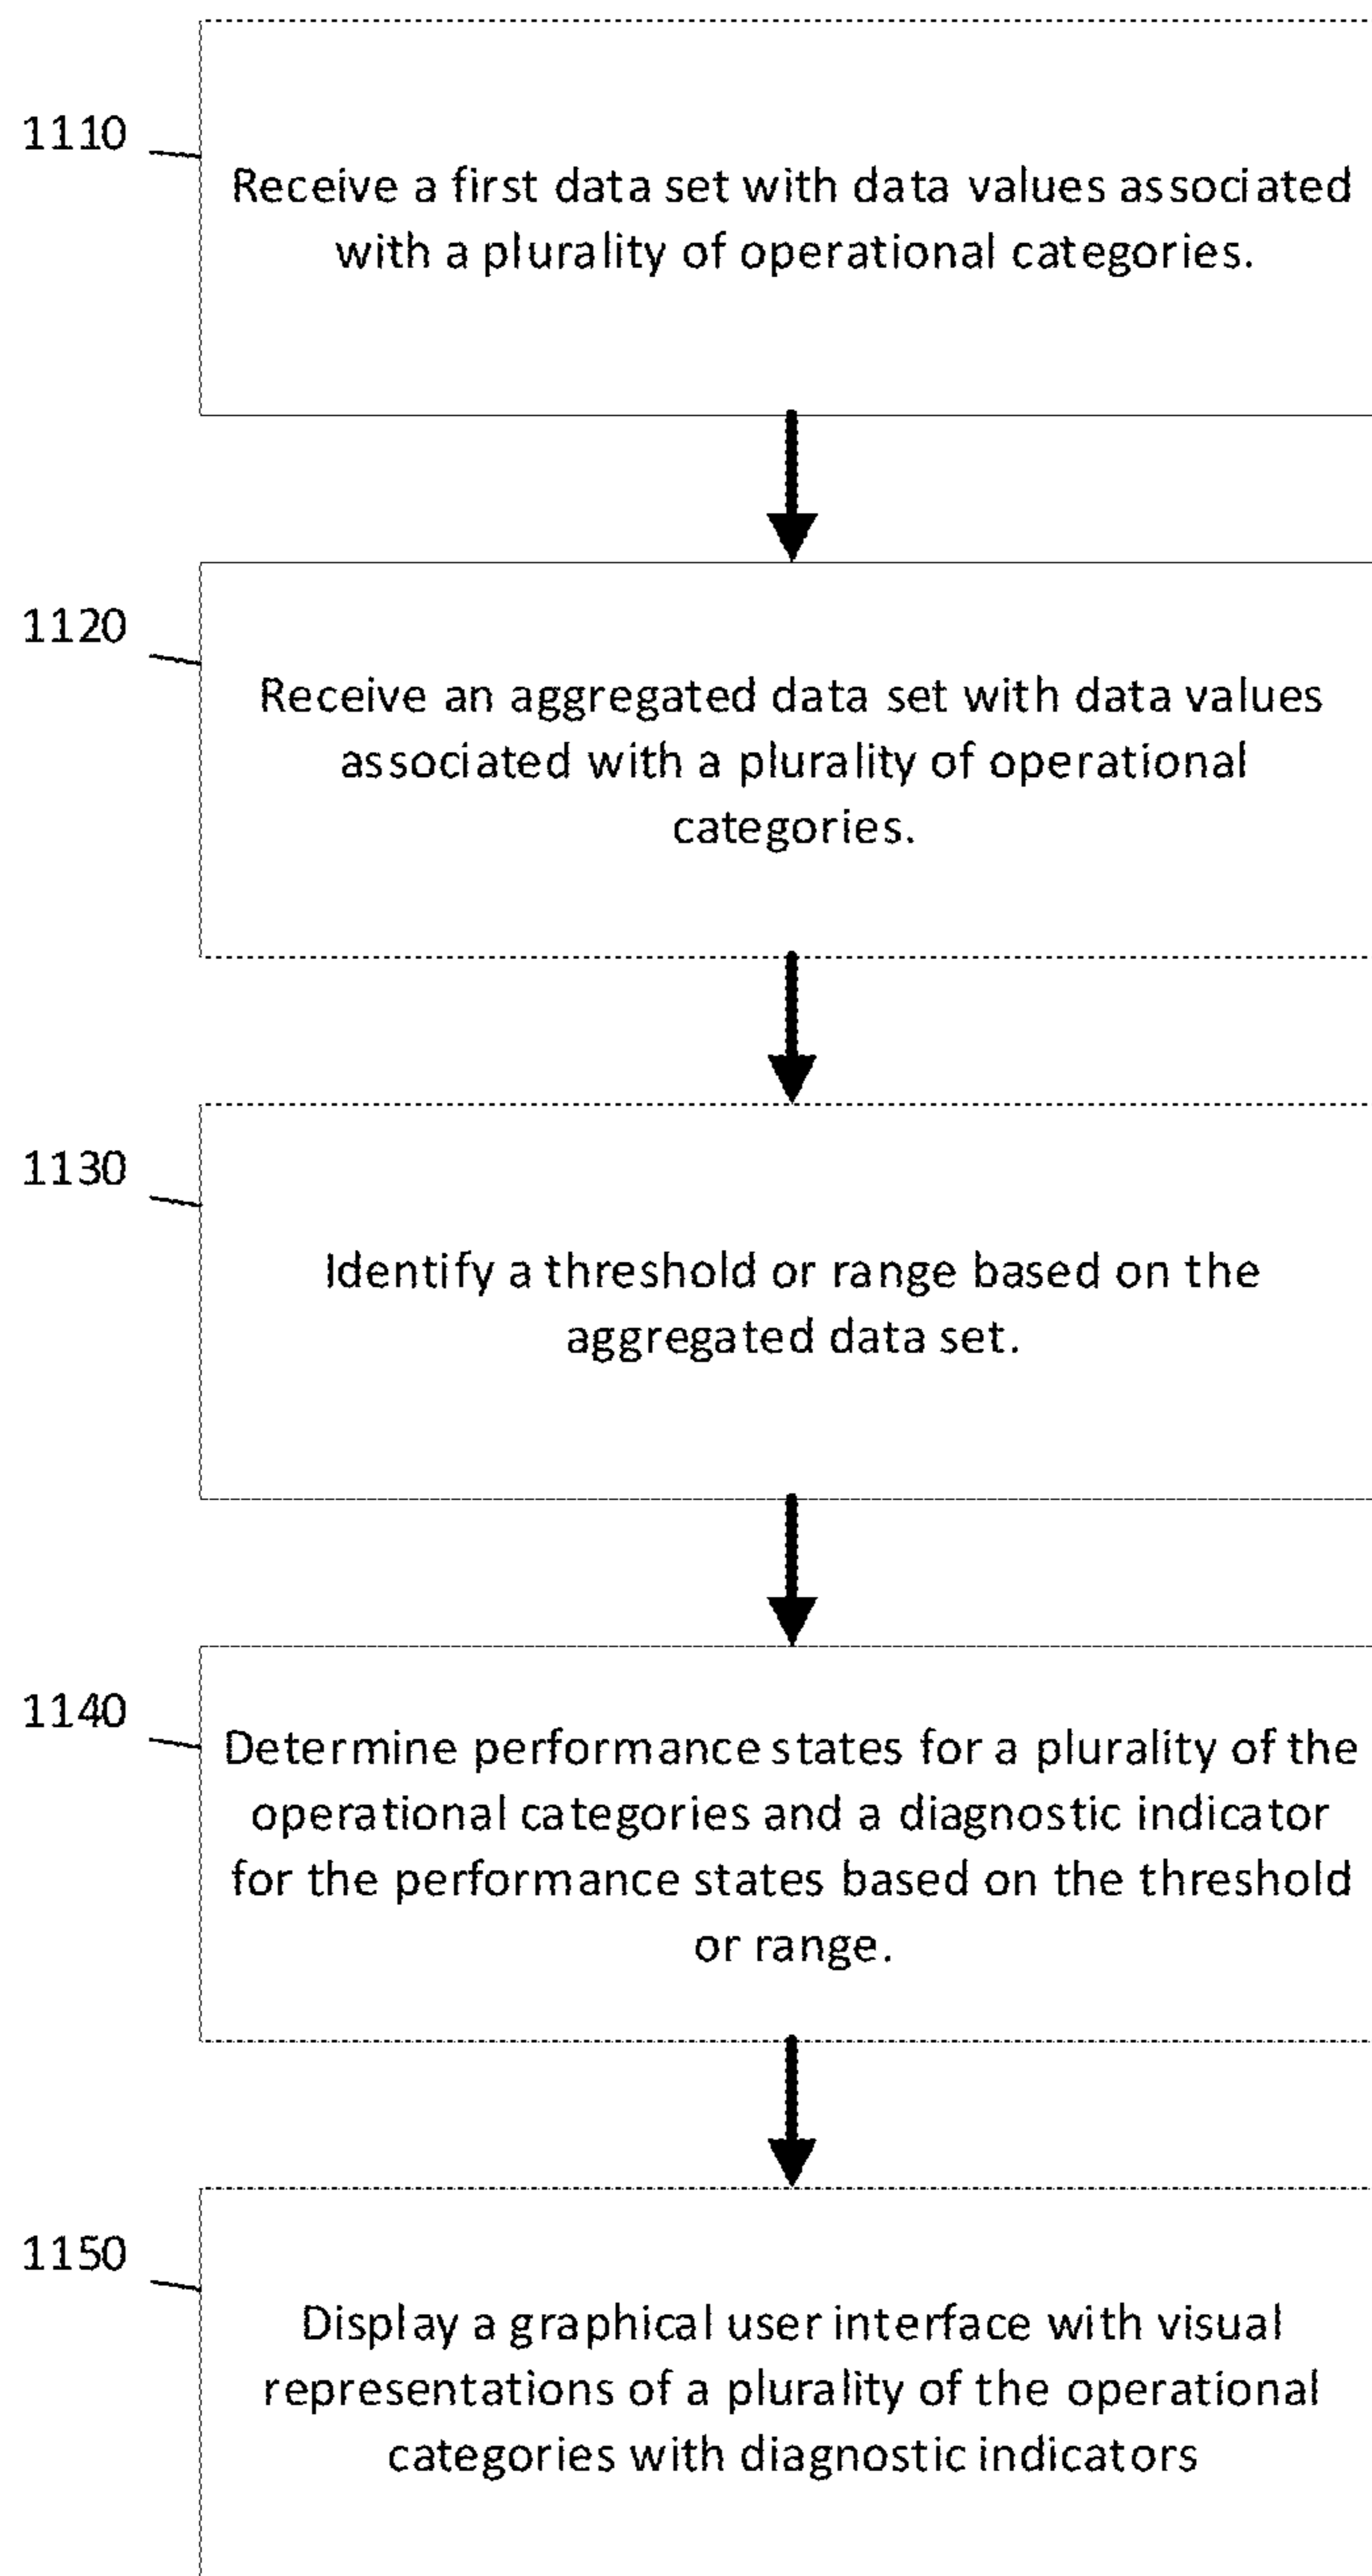 1110
Receive a first data set with data values associated
with a plurality of operational categories.
1120
Receive an aggregated data set with data values
associated with a plurality of operational
categories.
1130
Identify a threshold or range based on the
aggregated data set.
1140
Determine performance states for a plurality of the
operational categories and a diagnostic indicator
for the performance states based on the threshold
or range.
1150
Display a graphical user interface with visual
representations of a plurality of the operational
categories with diagnostic indicators